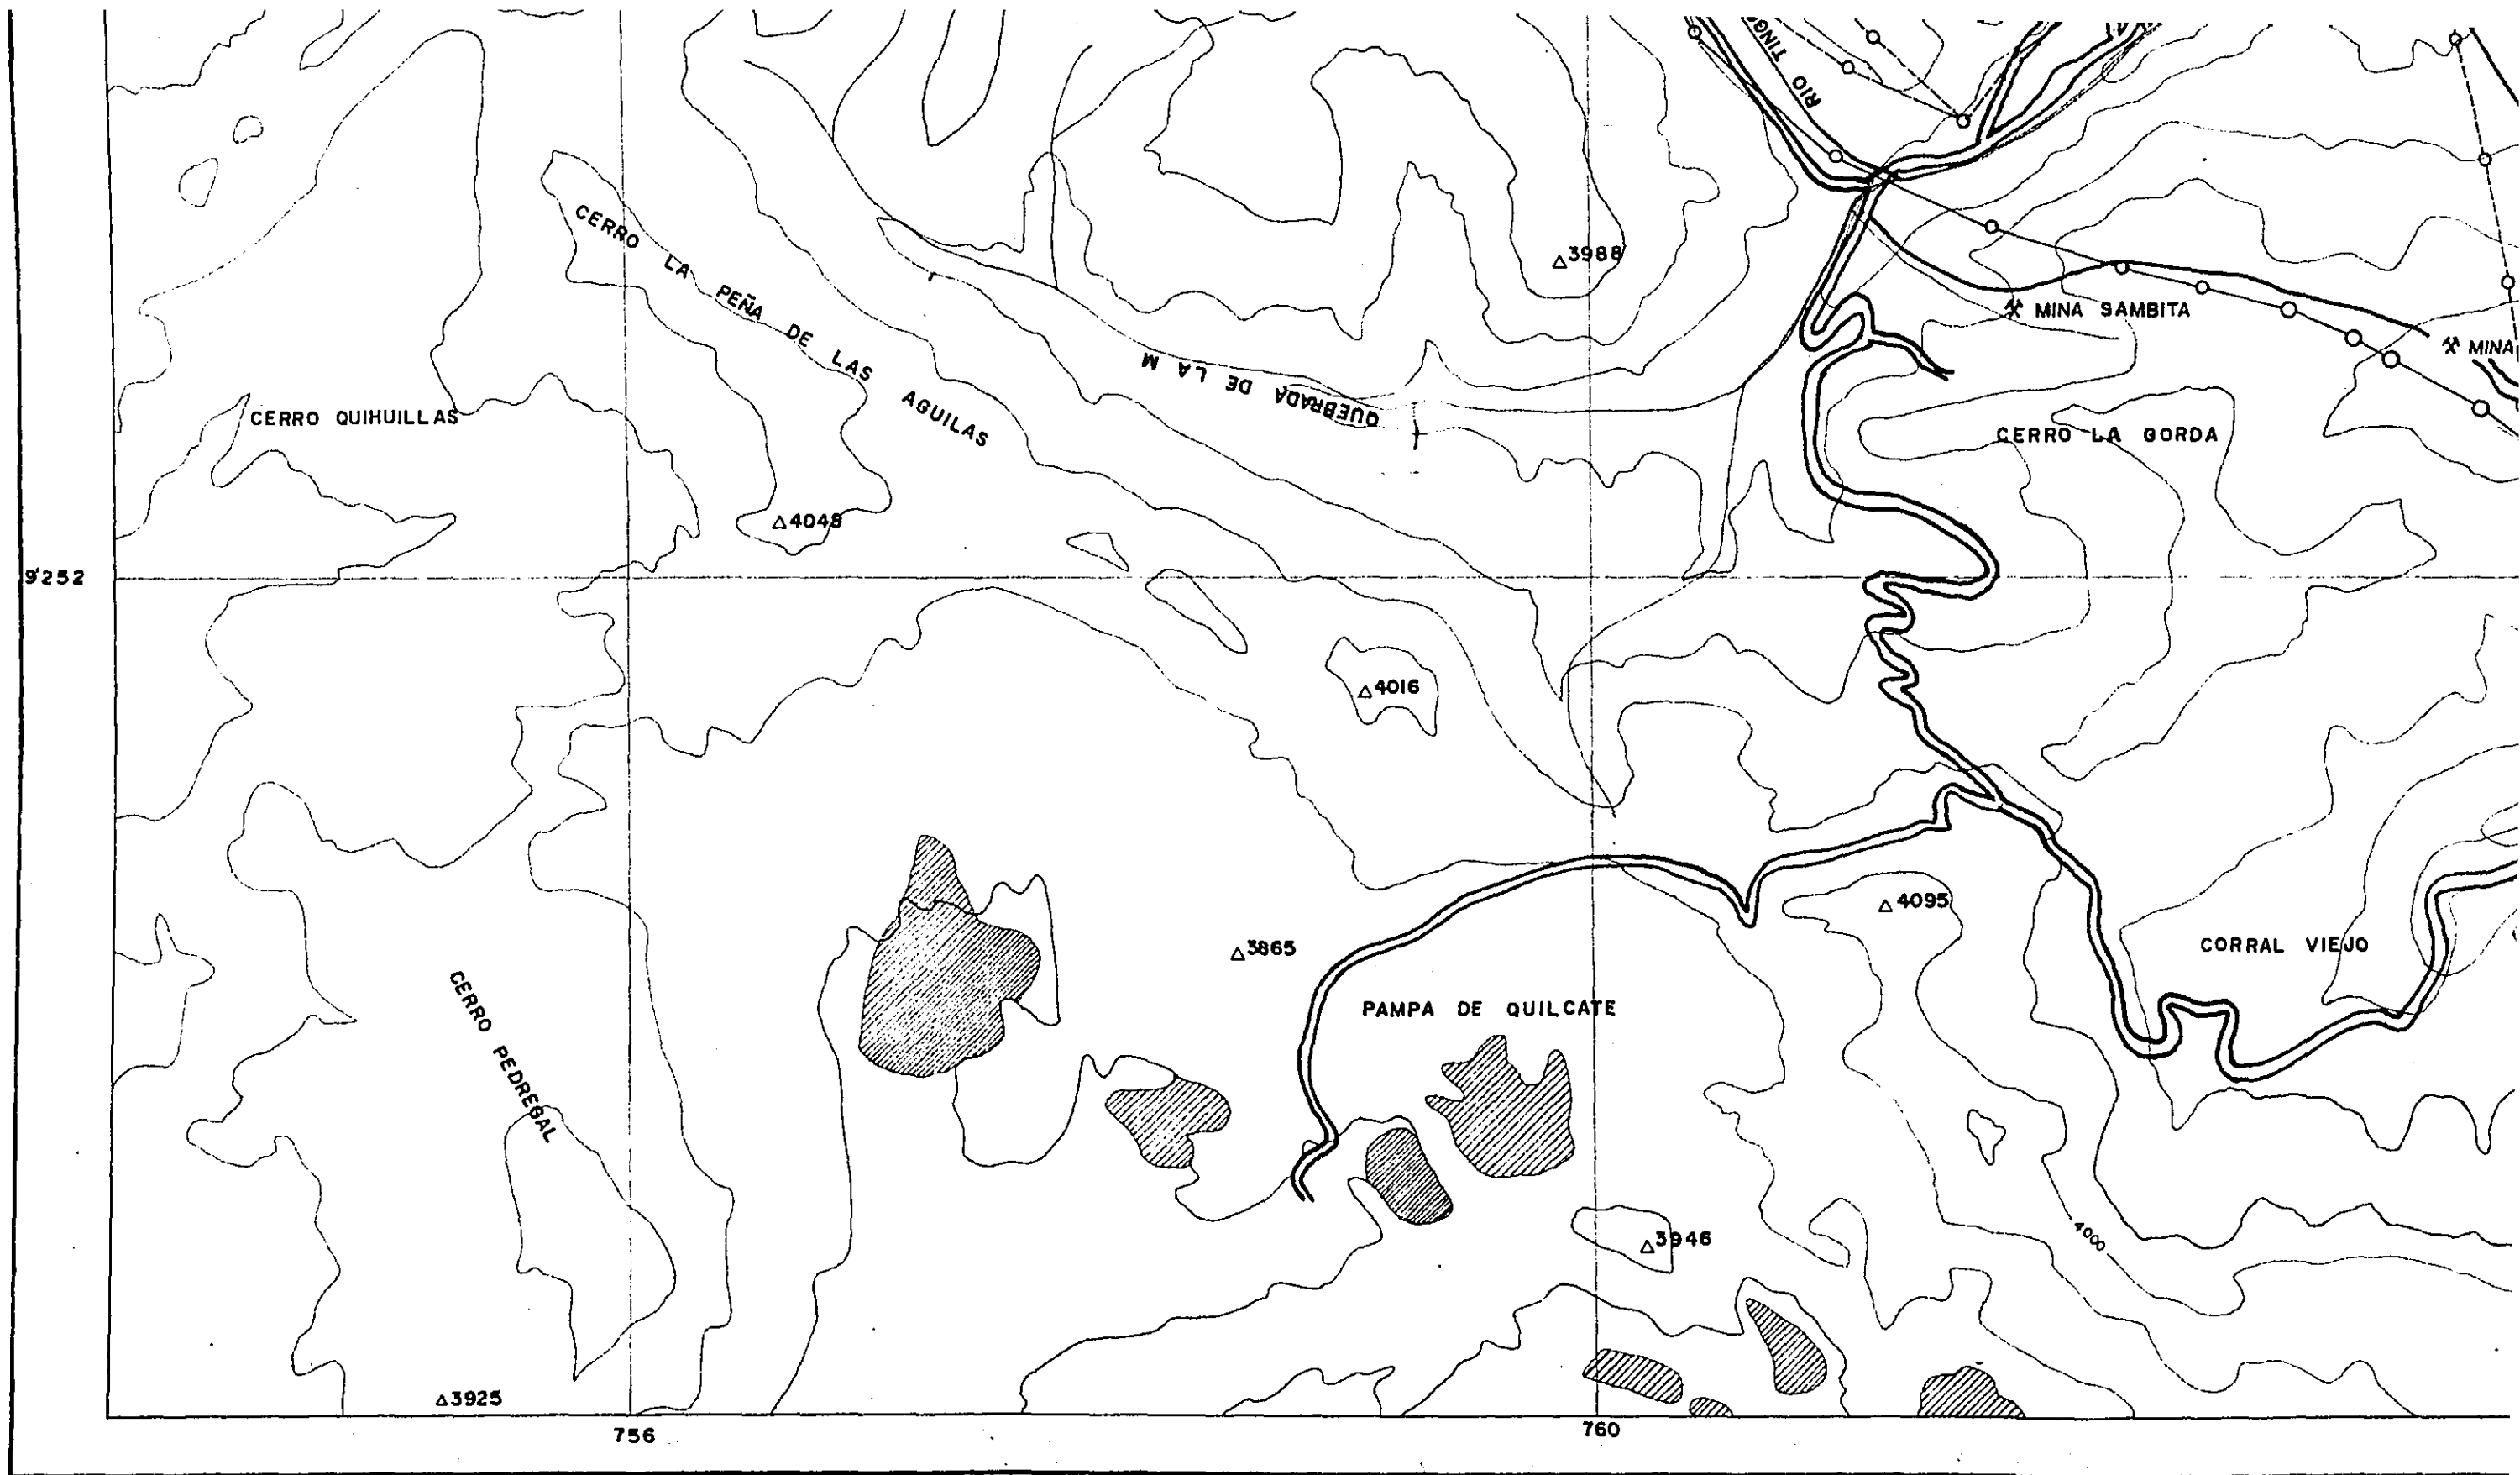 RIO TINGO
CERRO LA PEÑA DE LAS AGUILAS
3988
MINA SAMBITA
MINA
QUEBRADA DE LA M
CERRO QUIHUILLAS
CERRO LA GORDA
4048
9'252
4016
4095
3865
CORRAL VIEJO
PAMPA DE QUILCATE
CERRO PEDREGAL
3946
4000
3925
756
760